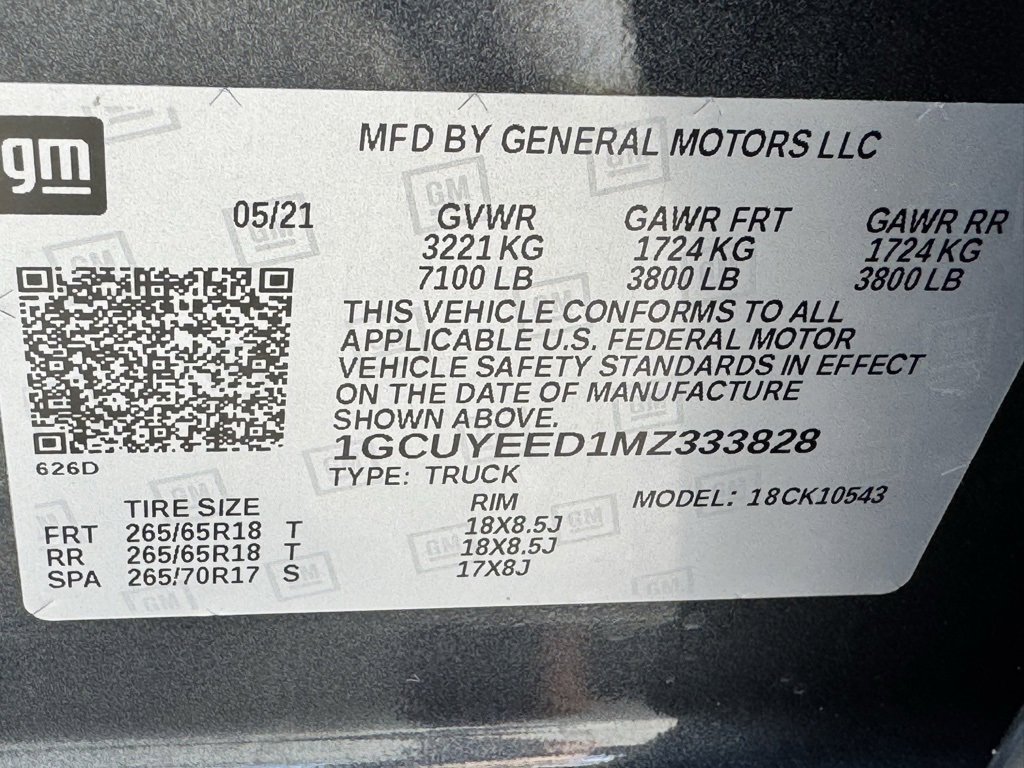 gm
MFD BY GENERAL MOTORS LLC
05/21 GVWR GAWR FRT GAWR RR
3221 KG 1724 KG 1724 KG
7100 LB 3800 LB 3800 LB
THIS VEHICLE CONFORMS TO ALL
APPLICABLE U.S. FEDERAL MOTOR
VEHICLE SAFETY STANDARDS IN EFFECT
ON THE DATE OF MANUFACTURE
SHOWN ABOVE.
1GCUYEED1MZ333828
626D
TYPE: TRUCK
TIRE SIZE RIM MODEL: 18CK10543
FRT 265/65R18 T 18X8.5J
RR 265/65R18 T 18X8.5J
SPA 265/70R17 S 17X8J